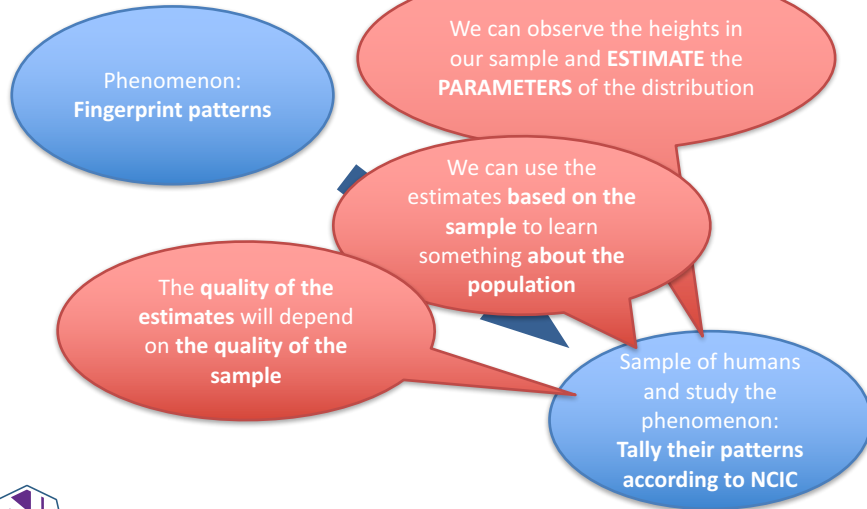 We can observe the heights in
our sample and ESTIMATE the
PARAMETERS of the distribution
Phenomenon:
Fingerprint patterns
We can use the
estimates based on the
sample to learn
something about the
population
The quality of the
estimates will depend
on the quality of the
sample
Sample of humans
and study the
phenomenon:
Tally their patterns
according to NCIC